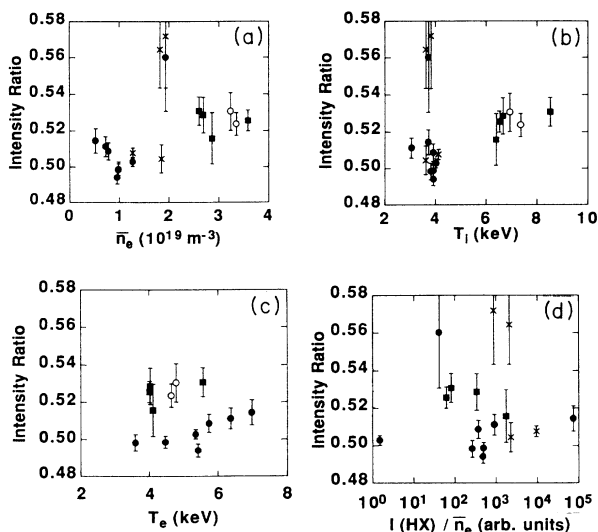 (a)
Intensity Ratio
0.58
0.56
0.54
0.52
0.50
0.48
0 1 2 3 4
n̅e (10¹⁹ m⁻³)
(b)
Intensity Ratio
0.58
0.56
0.54
0.52
0.50
0.48
2 4 6 8 10
Ti (keV)
(c)
Intensity Ratio
0.58
0.56
0.54
0.52
0.50
0.48
2 4 6 8
Te (keV)
(d)
Intensity Ratio
0.58
0.56
0.54
0.52
0.50
0.48
10⁰ 10¹ 10² 10³ 10⁴ 10⁵
I (HX) / n̅e (arb. units)